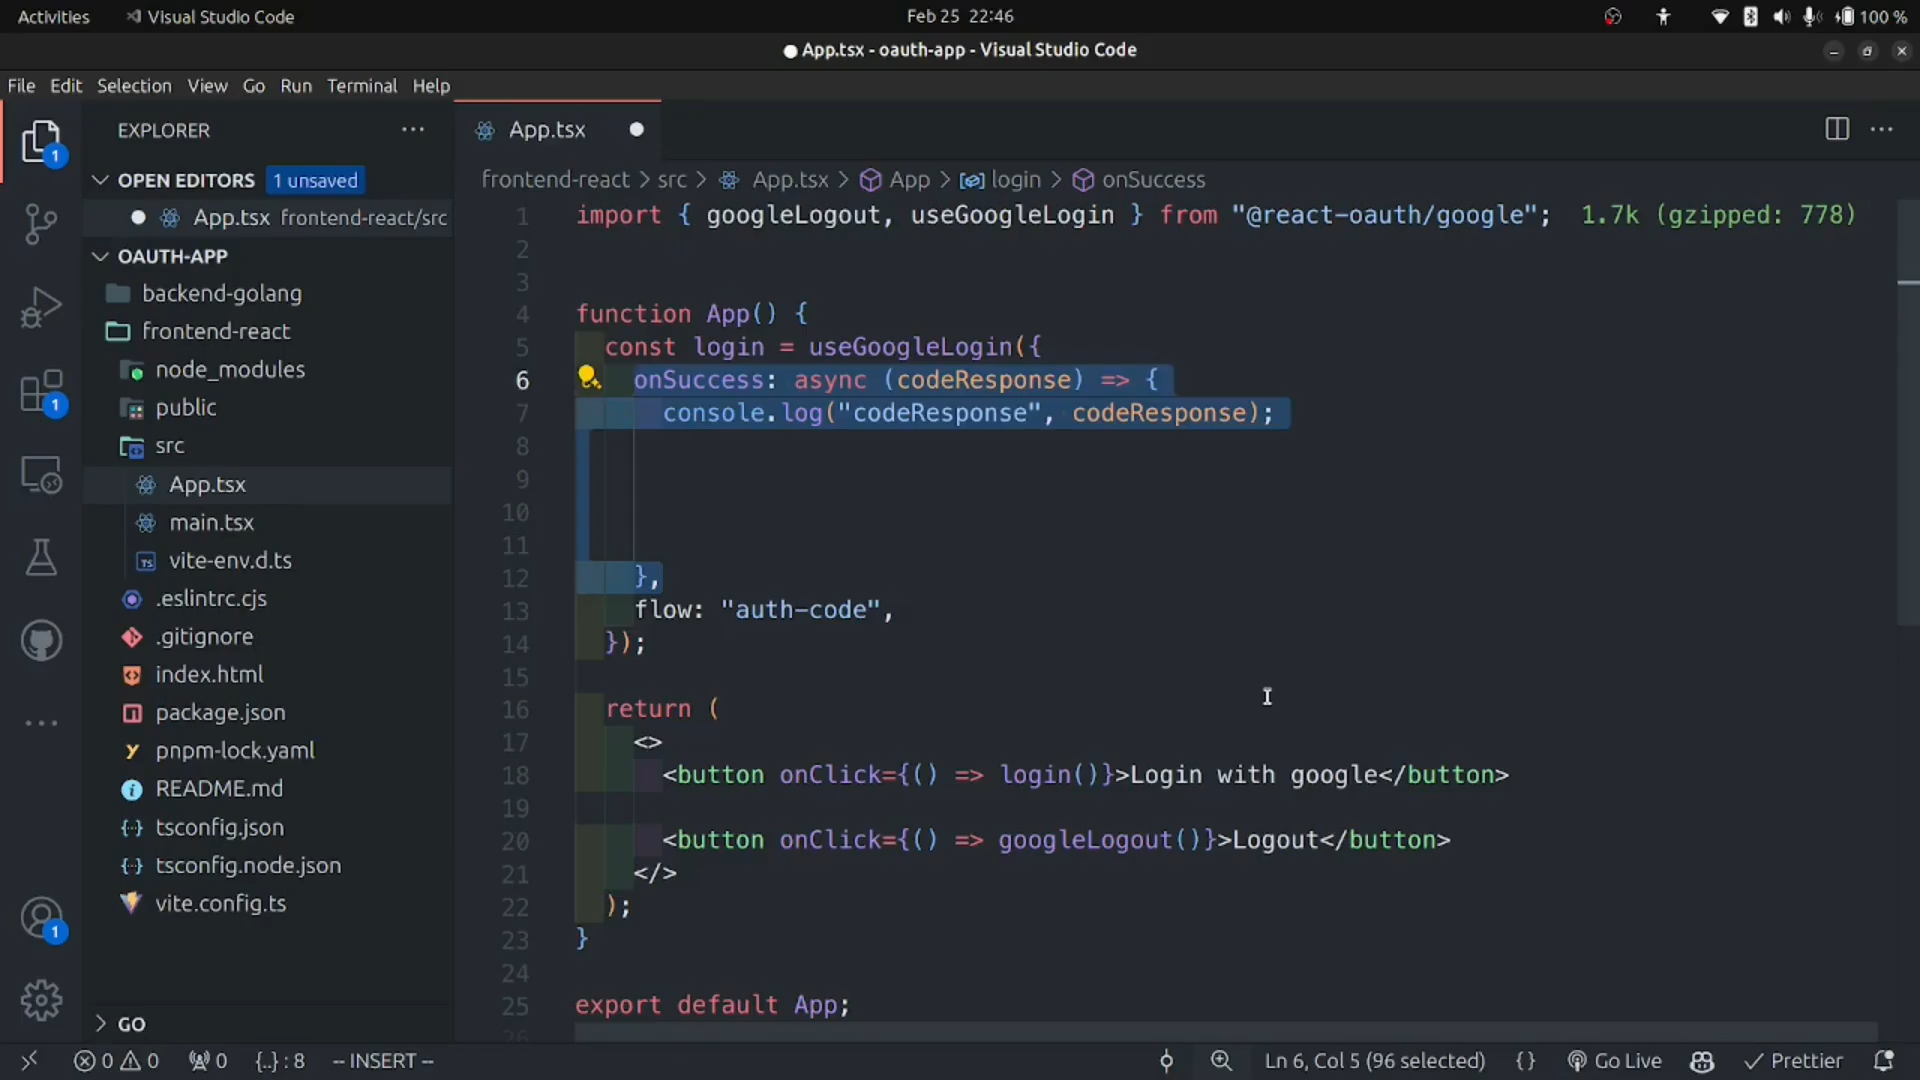 Activities
Visual Studio Code
Feb 25 22:46
100 %
App.tsx - oauth-app - Visual Studio Code
File Edit Selection View Go Run Terminal Help
EXPLORER
App.tsx
OPEN EDITORS 1 unsaved
App.tsx frontend-react/src
OAUTH-APP
backend-golang
frontend-react
node_modules
public
src
App.tsx
main.tsx
TS vite-env.d.ts
.eslintrc.cjs
.gitignore
index.html
package.json
pnpm-lock.yaml
README.md
tsconfig.json
tsconfig.node.json
vite.config.ts
GO
1
1
1
frontend-react > src > App.tsx > App > login > onSuccess
1 import { googleLogout, useGoogleLogin } from "@react-oauth/google"; 1.7k (gzipped: 778)
2
3
4 function App() {
5 const login = useGoogleLogin({
6 onSuccess: async (codeResponse) => {
7 console.log("codeResponse", codeResponse);
8
9
10
11
12 },
13 flow: "auth-code",
14 });
15
16 return (
17 <>
18 <button onClick={() => login()}>Login with google</button>
19
20 <button onClick={() => googleLogout()}>Logout</button>
21 </>
22 );
23 }
24
25 export default App;
26
0 0 0 {..} : 8 -- INSERT --
Ln 6, Col 5 (96 selected) {} Go Live Prettier